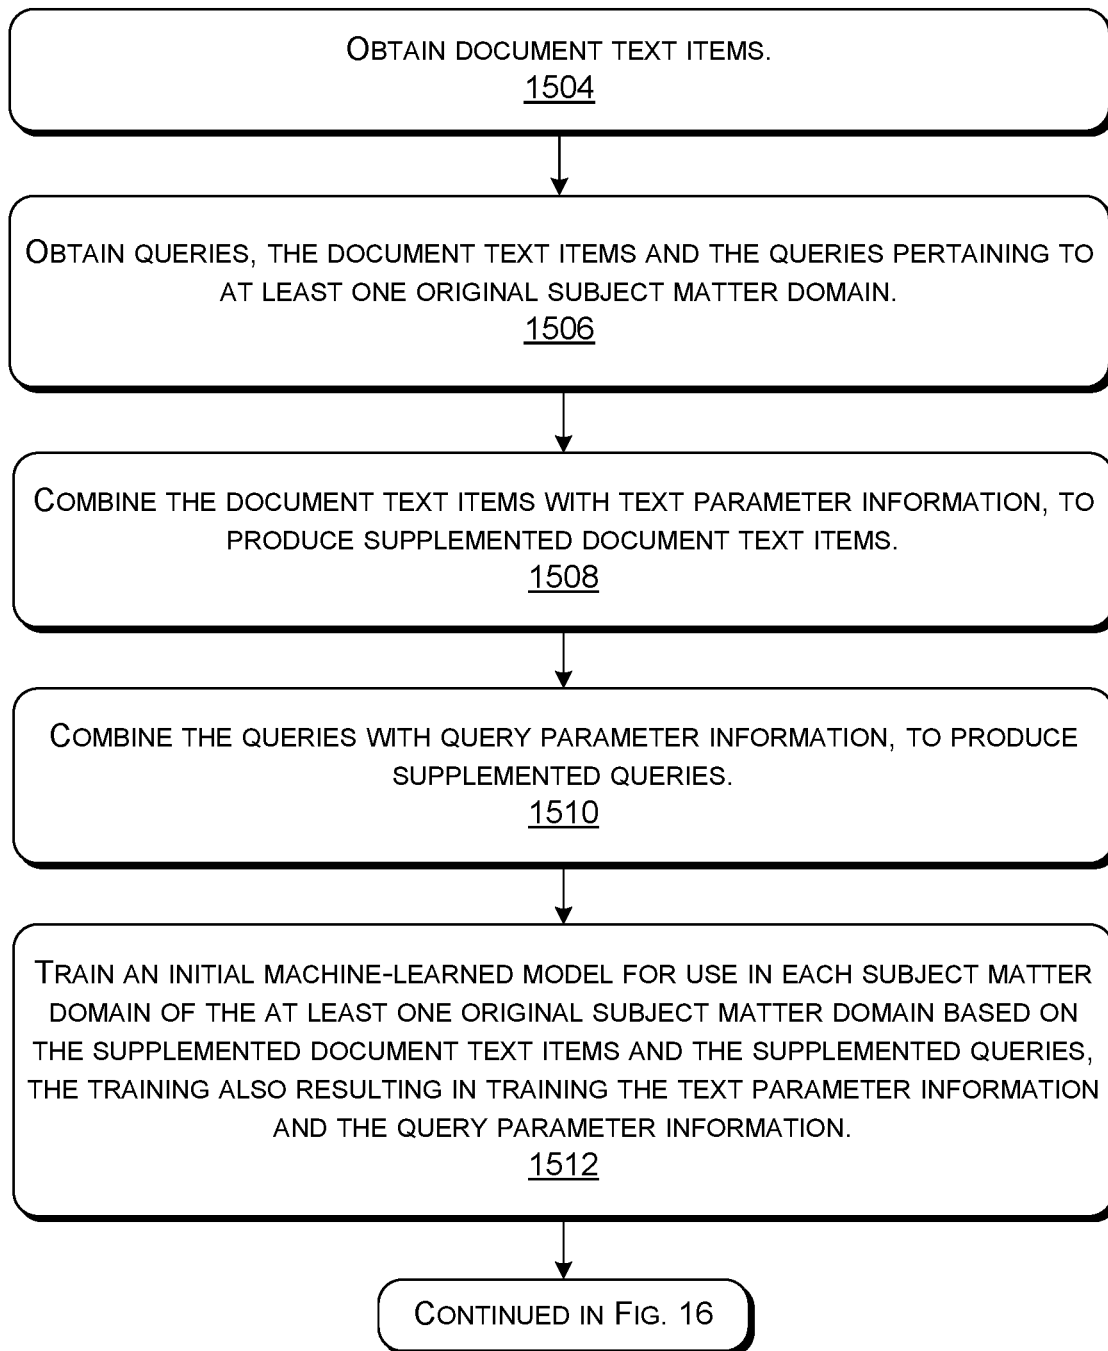 OBTAIN DOCUMENT TEXT ITEMS.
1504
OBTAIN QUERIES, THE DOCUMENT TEXT ITEMS AND THE QUERIES PERTAINING TO
AT LEAST ONE ORIGINAL SUBJECT MATTER DOMAIN.
1506
COMBINE THE DOCUMENT TEXT ITEMS WITH TEXT PARAMETER INFORMATION, TO
PRODUCE SUPPLEMENTED DOCUMENT TEXT ITEMS.
1508
COMBINE THE QUERIES WITH QUERY PARAMETER INFORMATION, TO PRODUCE
SUPPLEMENTED QUERIES.
1510
TRAIN AN INITIAL MACHINE-LEARNED MODEL FOR USE IN EACH SUBJECT MATTER
DOMAIN OF THE AT LEAST ONE ORIGINAL SUBJECT MATTER DOMAIN BASED ON
THE SUPPLEMENTED DOCUMENT TEXT ITEMS AND THE SUPPLEMENTED QUERIES,
THE TRAINING ALSO RESULTING IN TRAINING THE TEXT PARAMETER INFORMATION
AND THE QUERY PARAMETER INFORMATION.
1512
CONTINUED IN FIG. 16